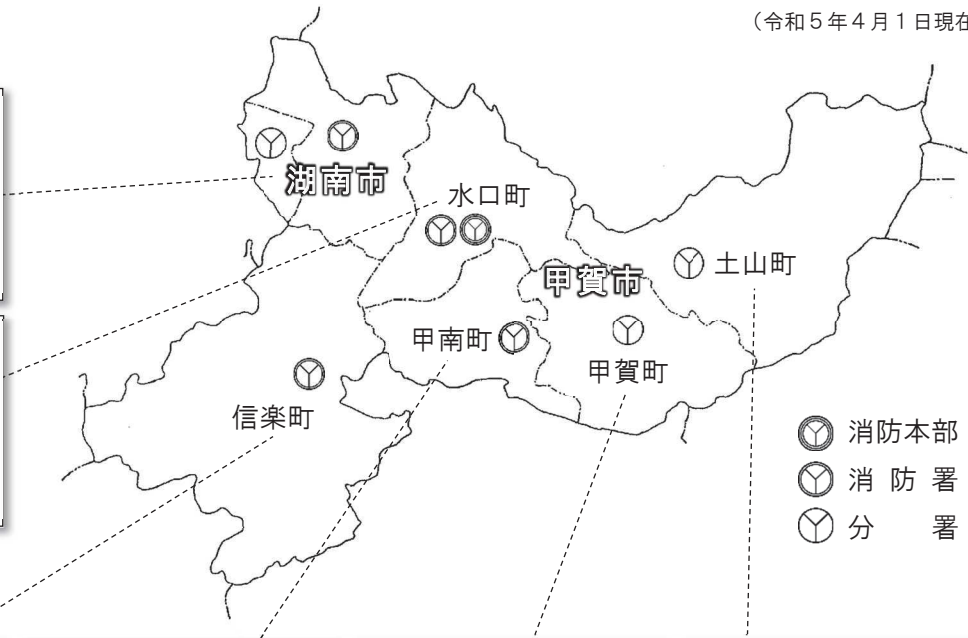 （令和５年４月１日現在
湖南市
水口町
土山町
甲賀市
甲南町
甲賀町
信楽町
消防本部
消防署
分署